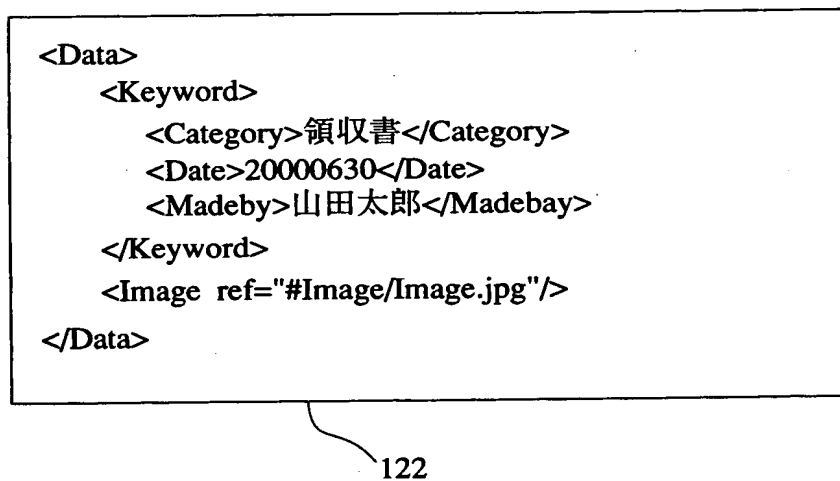 <Data>
<Keyword>
<Category>領収書</Category>
<Date>20000630</Date>
<Madeby>山田太郎</Madebay>
</Keyword>
<Image ref="#Image/Image.jpg"/>
</Data>
122